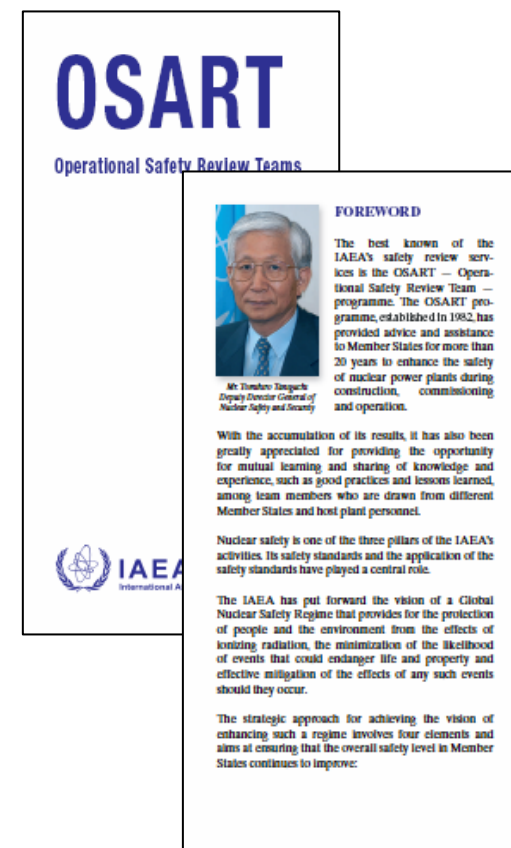 OSART
Operational Safety Review Teams
IAEA
International A
FOREWORD
The best known of the
IAEA's safety review serv-
ices is the OSART — Opera-
tional Safety Review Team —
programme. The OSART pro-
gramme, established in 1982, has
provided advice and assistance
to Member States for more than
20 years to enhance the safety
of nuclear power plants during
construction, commissioning
and operation.
Mr. Tomihiro Taniguchi
Deputy Director General of
Nuclear Safety and Security
With the accumulation of its results, it has also been
greatly appreciated for providing the opportunity
for mutual learning and sharing of knowledge and
experience, such as good practices and lessons learned,
among team members who are drawn from different
Member States and host plant personnel.
Nuclear safety is one of the three pillars of the IAEA's
activities. Its safety standards and the application of the
safety standards have played a central role.
The IAEA has put forward the vision of a Global
Nuclear Safety Regime that provides for the protection
of people and the environment from the effects of
ionizing radiation, the minimization of the likelihood
of events that could endanger life and property and
effective mitigation of the effects of any such events
should they occur.
The strategic approach for achieving the vision of
enhancing such a regime involves four elements and
aims at ensuring that the overall safety level in Member
States continues to improve: